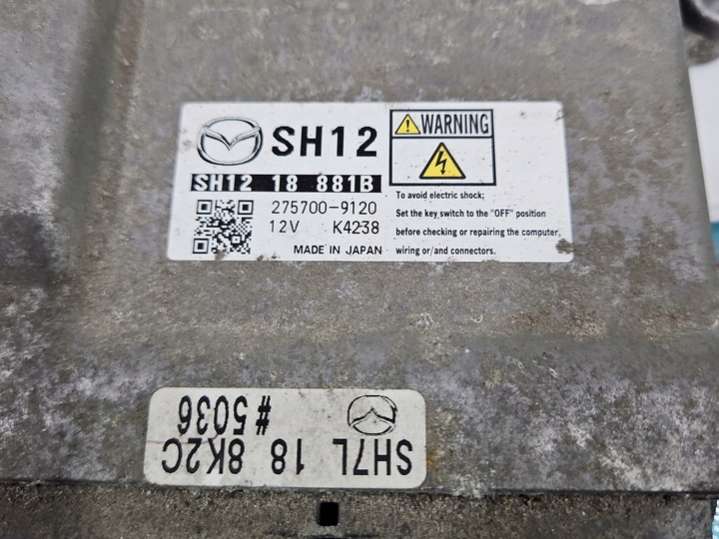 SH12
SH12 18 881B
275700-9120
12V K4238
MADE IN JAPAN
WARNING
To avoid electric shock;
Set the key switch to the "OFF" position
before checking or repairing the computer,
wiring or/and connectors.
SH7L 18 8K2C
#5036